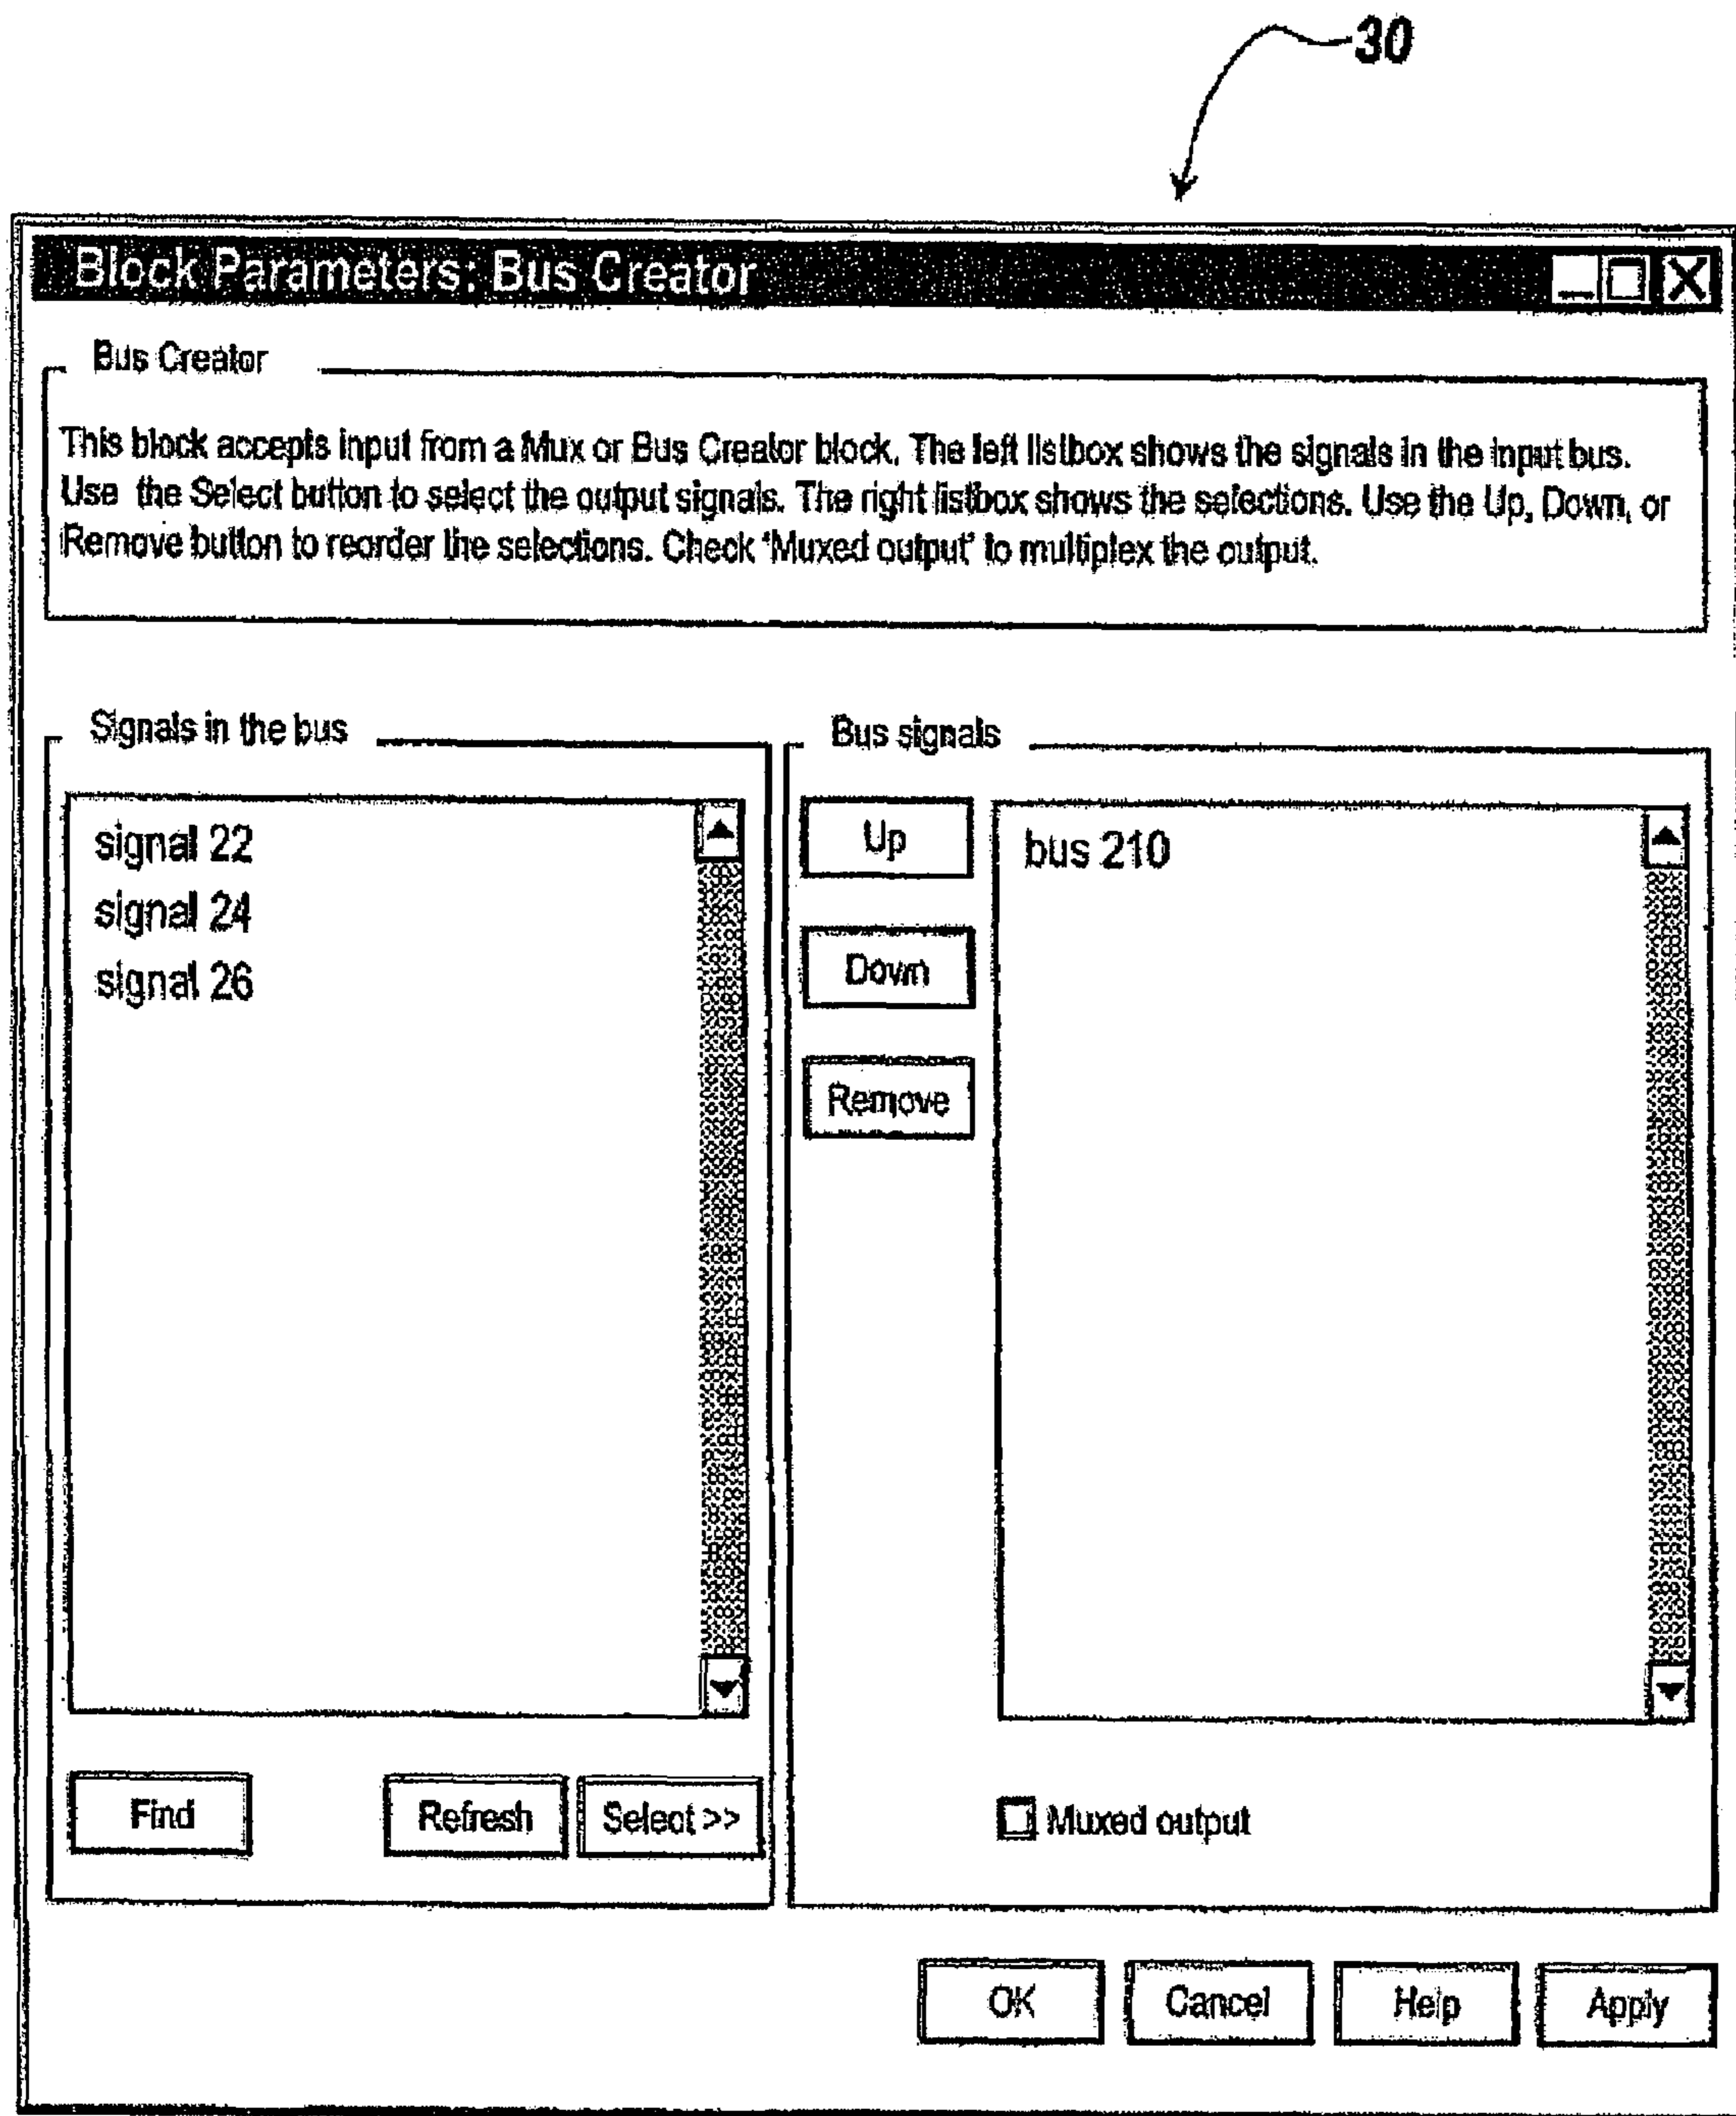 30
Block Parameters: Bus Creator
Bus Creator
This block accepts input from a Mux or Bus Creator block. The left listbox shows the signals in the input bus.
Use the Select button to select the output signals. The right listbox shows the selections. Use the Up, Down, or
Remove button to reorder the selections. Check 'Muxed output' to multiplex the output.
Signals in the bus
signal 22
signal 24
signal 26
Find
Refresh
Select >>
Bus signals
Up
Down
Remove
bus 210
Muxed output
OK
Cancel
Help
Apply